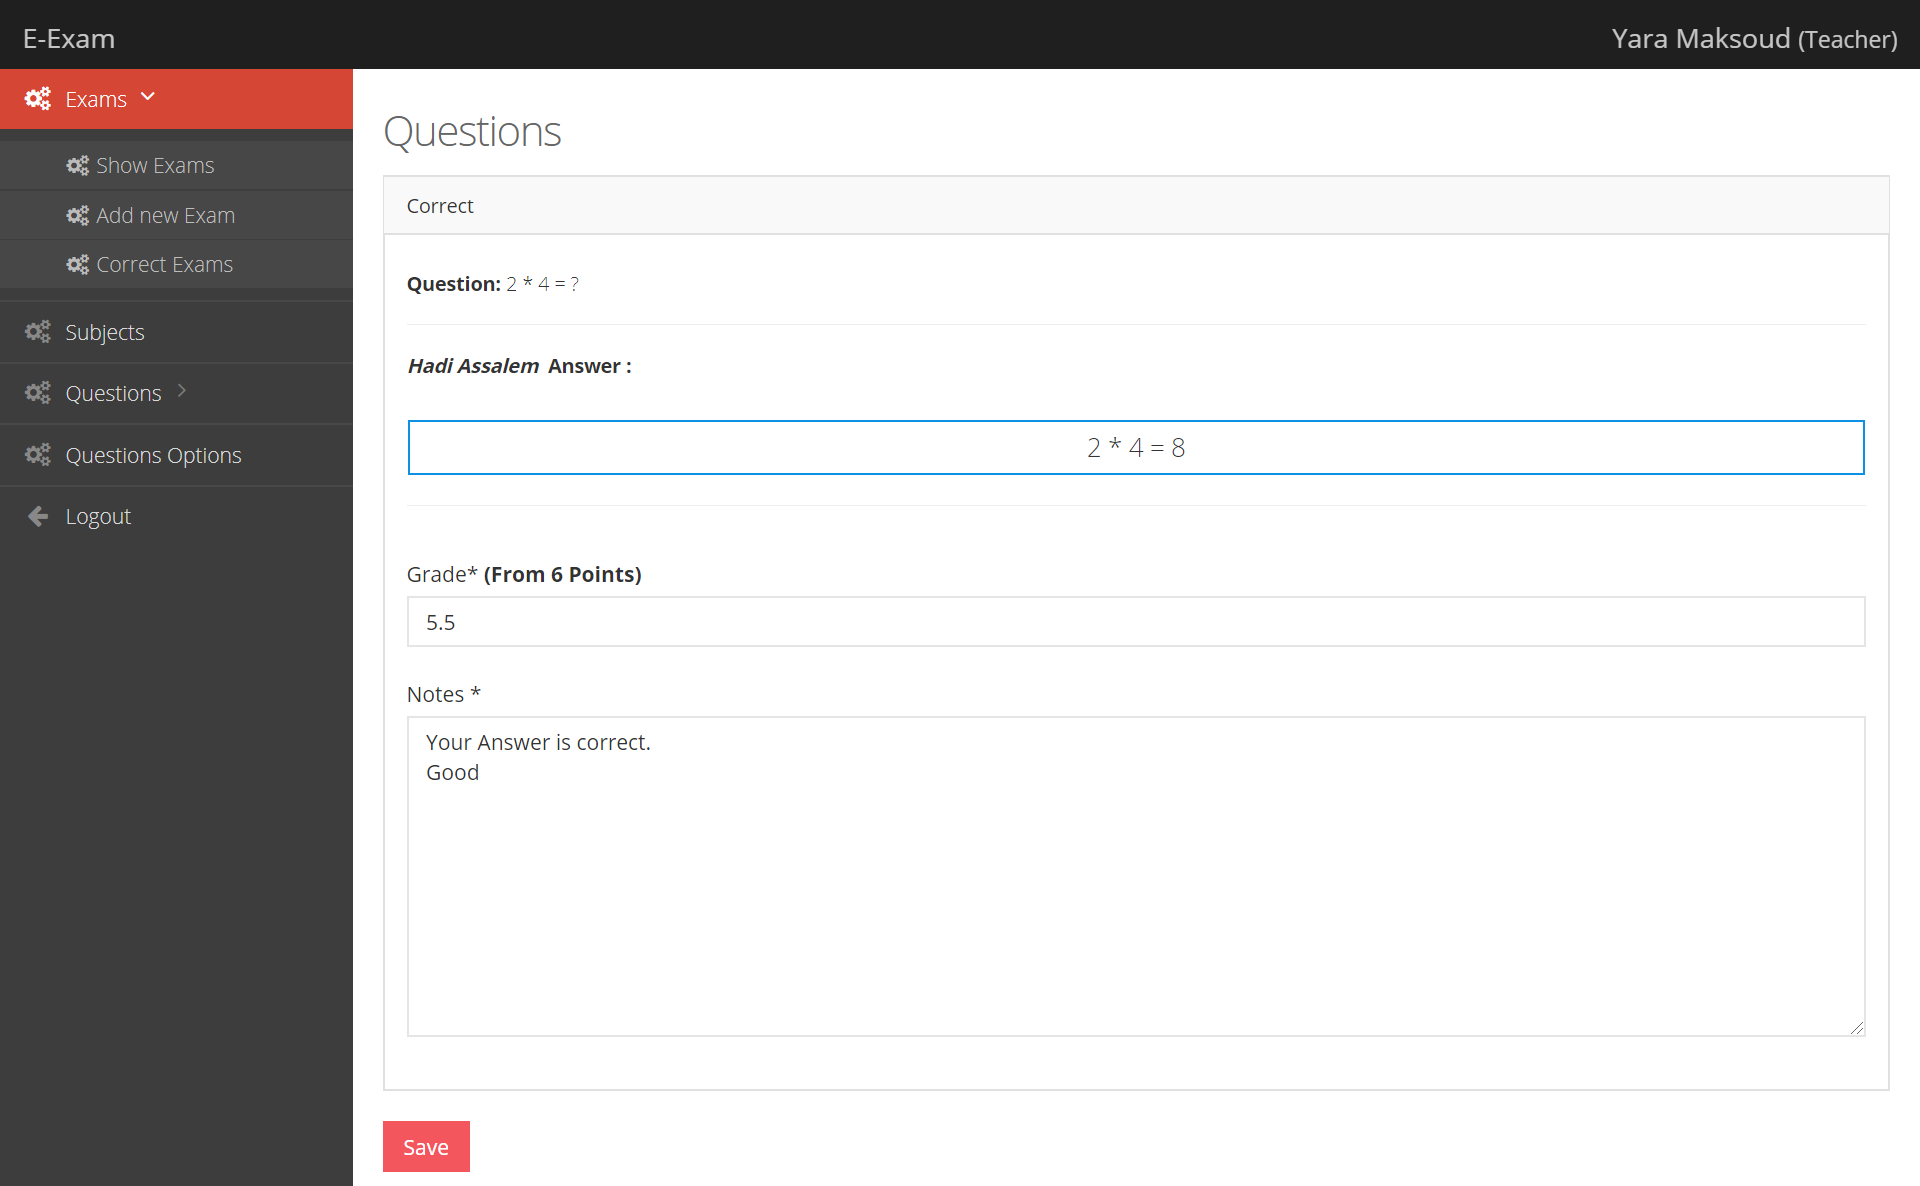 E-Exam
Yara Maksoud (Teacher)
Exams
Show Exams
Add new Exam
Correct Exams
Subjects
Questions
Questions Options
Logout
Questions
Correct
Question: 2 * 4 = ?
Hadi Assalem Answer :
2 * 4 = 8
Grade* (From 6 Points)
5.5
Notes *
Your Answer is correct.
Good
Save